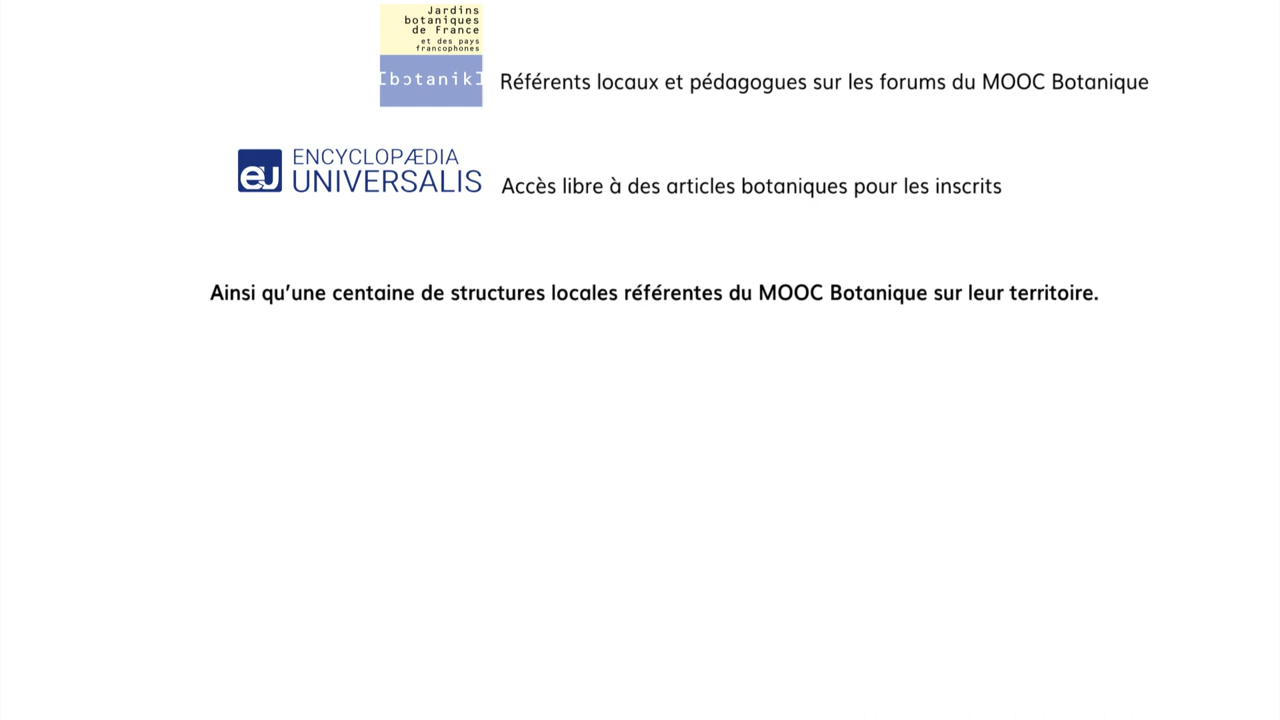 Jardins
botaniques
de France
et des pays
francophones
[bɔtanik]
Référents locaux et pédagogues sur les forums du MOOC Botanique
eu ENCYCLOPÆDIA
UNIVERSALIS
Accès libre à des articles botaniques pour les inscrits
Ainsi qu’une centaine de structures locales référentes du MOOC Botanique sur leur territoire.